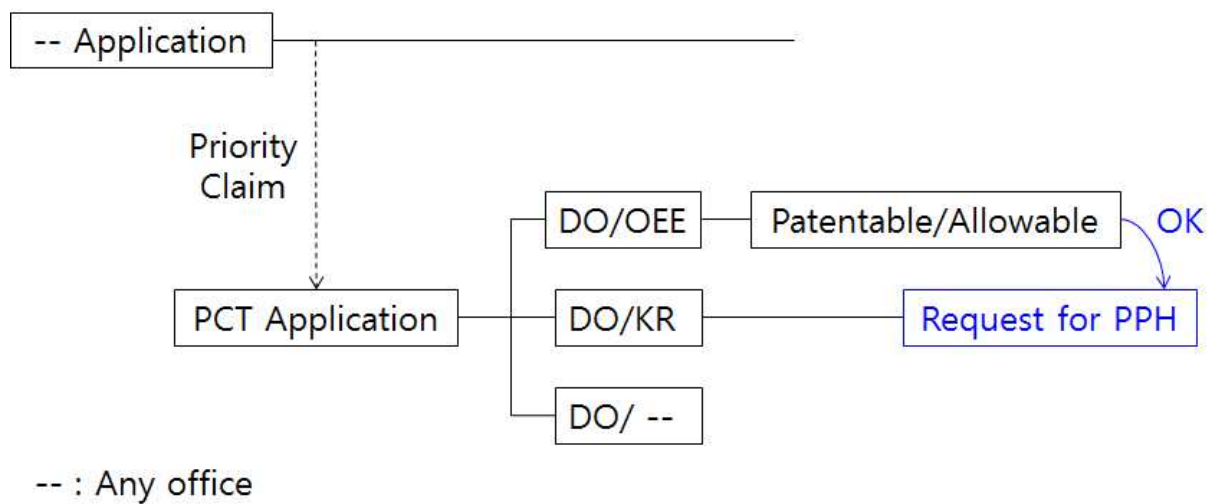 -- Application
Priority
Claim
DO/OEE
Patentable/Allowable
OK
PCT Application
DO/KR
Request for PPH
DO/ --
-- : Any office